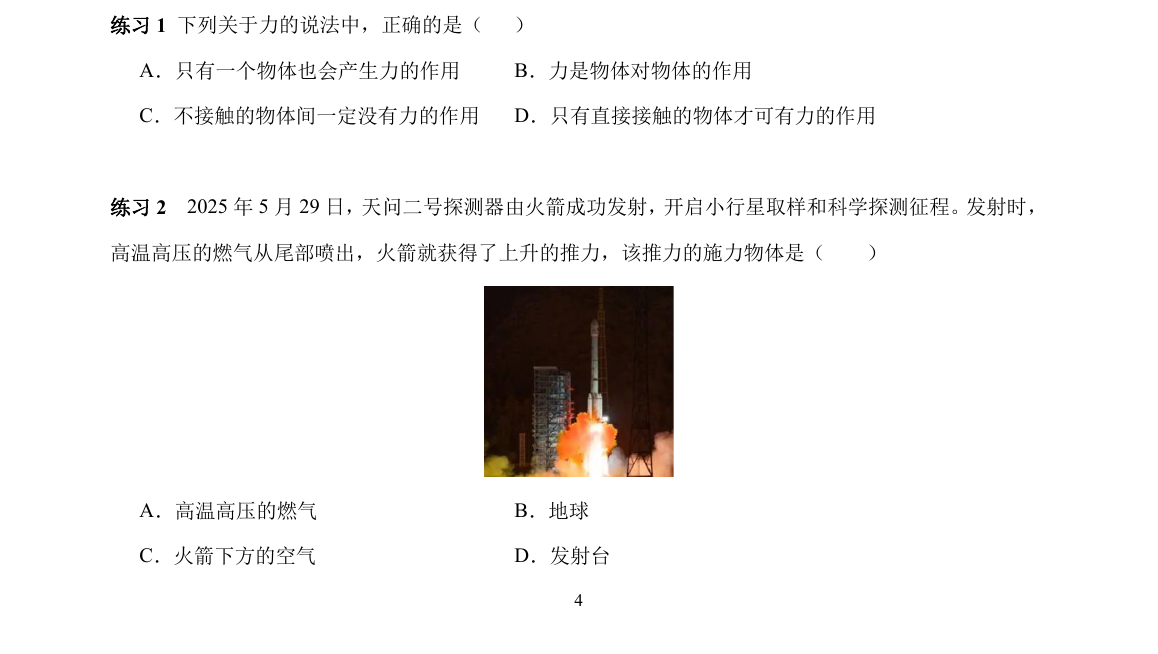 练习 1 下列关于力的说法中，正确的是（　）
A．只有一个物体也会产生力的作用 B．力是物体对物体的作用
C．不接触的物体间一定没有力的作用 D．只有直接接触的物体才可有力的作用
练习 2 2025 年 5 月 29 日，天问二号探测器由火箭成功发射，开启小行星取样和科学探测征程。发射时，
高温高压的燃气从尾部喷出，火箭就获得了上升的推力，该推力的施力物体是（　　）
A．高温高压的燃气 B．地球
C．火箭下方的空气 D．发射台
4